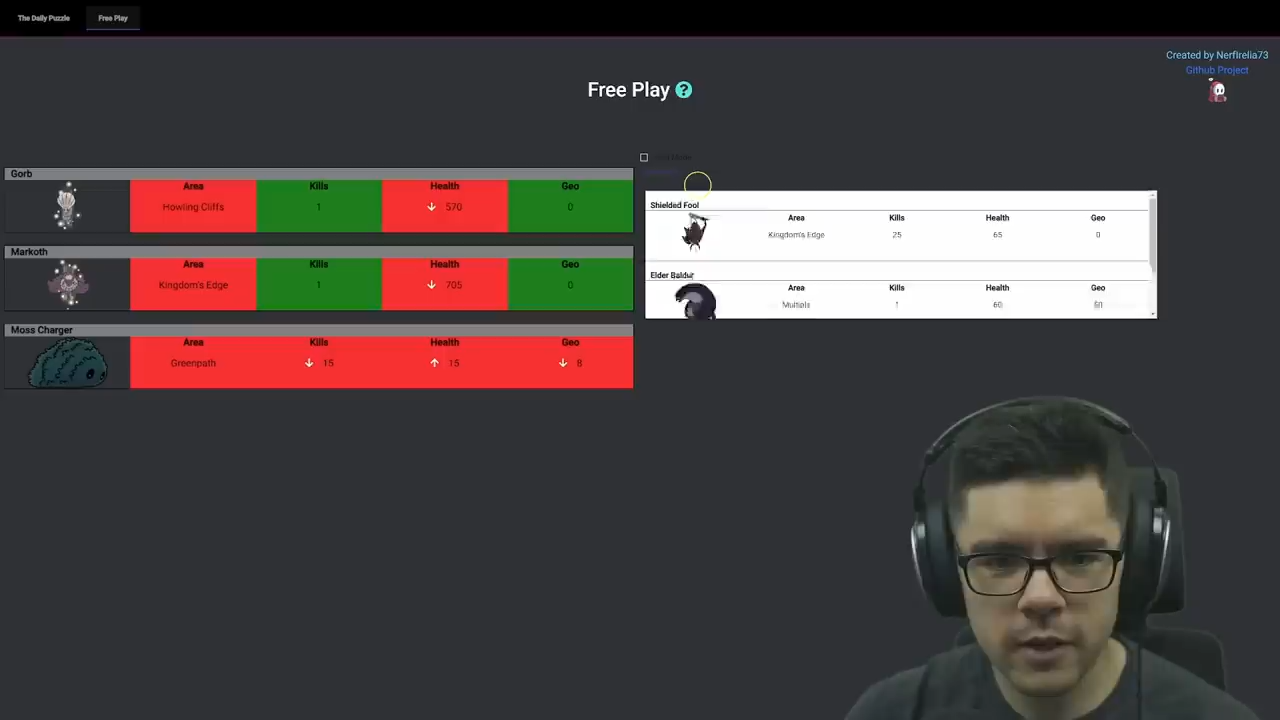 The Daily Puzzle
Free Play
Created by NerfIrelia73
Github Project
Free Play ?
Gorb
Area Kills Health Geo
Howling Cliffs 1 570 0
Markoth
Area Kills Health Geo
Kingdom's Edge 1 705 0
Moss Charger
Area Kills Health Geo
Greenpath 15 15 8
Shielded Fool
Area Kills Health Geo
Kingdom's Edge 25 65 0
Elder Baldur
Area Kills Health Geo
Multiple 1 60